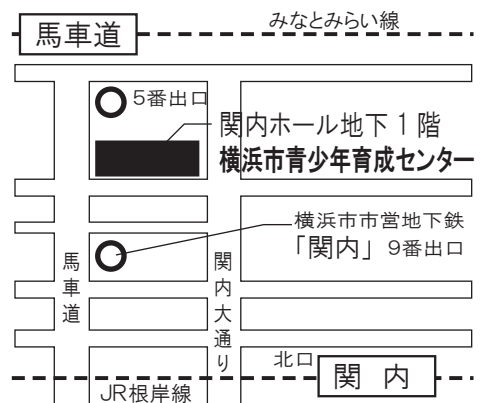 みなとみらい線
馬車道
5番出口
関内ホール地下1階
横浜市青少年育成センター
横浜市市営地下鉄
「関内」9番出口
馬車道
関内大通り
北口
関 内
JR根岸線